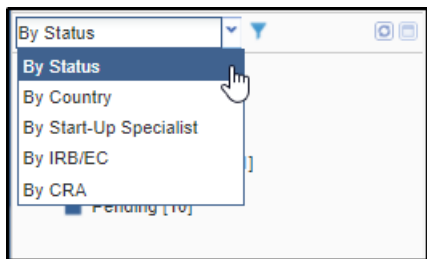 By Status
By Status
By Country
By Start-Up Specialist
By IRB/EC
]
By CRA
Pending [10]